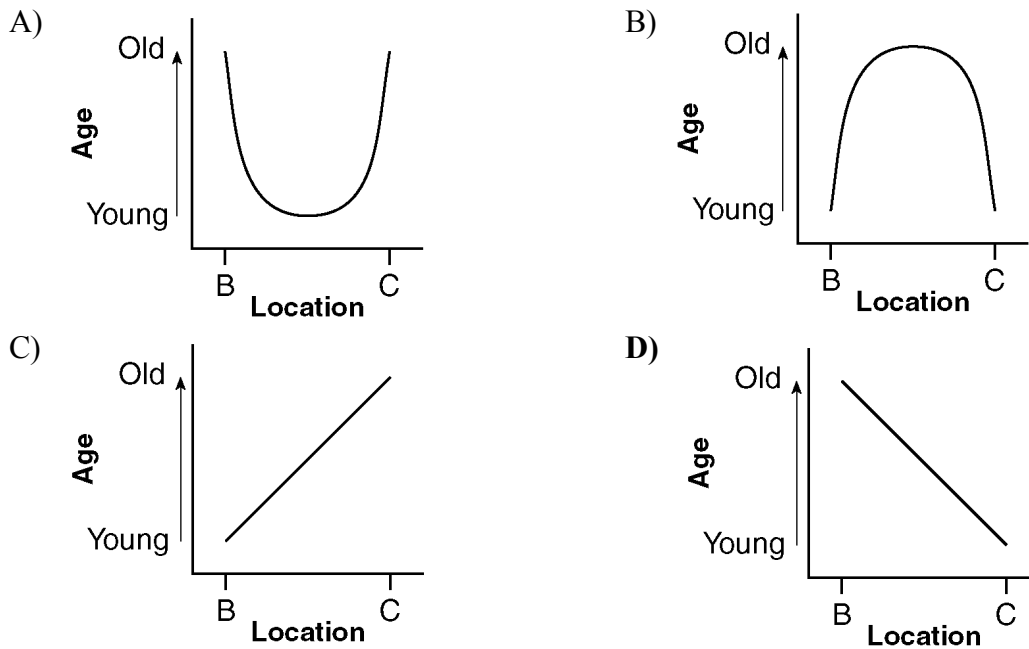 A)
Old
Age
Young
B
C
Location
B)
Old
Age
Young
B
C
Location
C)
Old
Age
Young
B
C
Location
D)
Old
Age
Young
B
C
Location